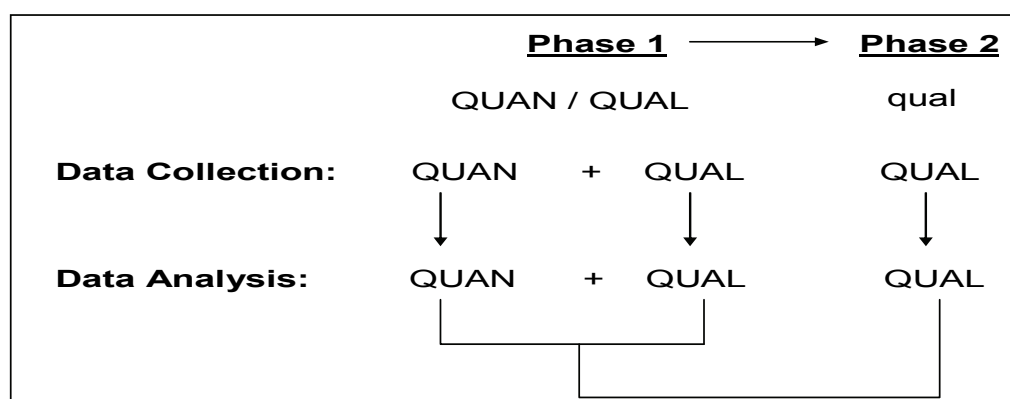 Phase 1 Phase 2
QUAN / QUAL qual
Data Collection: QUAN + QUAL QUAL
Data Analysis: QUAN + QUAL QUAL